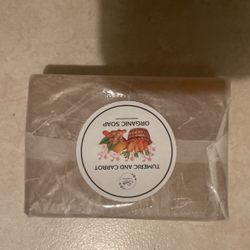 TUMERIC AND CARROT
ORGANIC SOAP